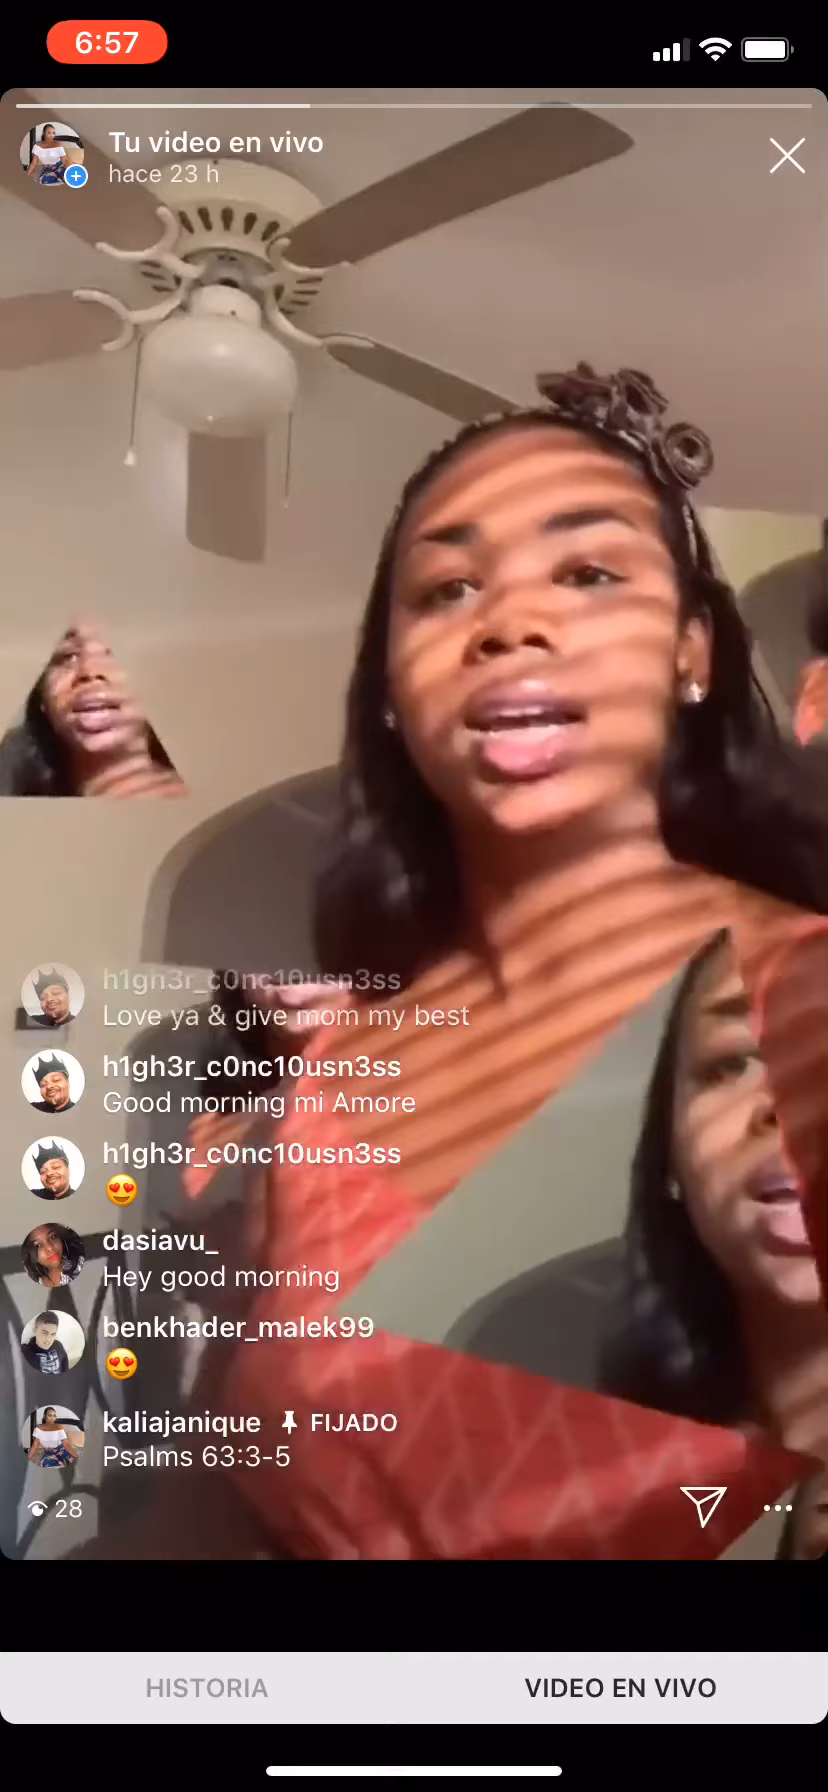 6:57
Tu video en vivo
hace 23 h
h1gh3r_c0nc10usn3ss
Love ya & give mom my best
h1gh3r_c0nc10usn3ss
Good morning mi Amore
h1gh3r_c0nc10usn3ss
😍
dasiavu_
Hey good morning
benkhader_malek99
😍
kaliajanique 📌 FIJADO
Psalms 63:3-5
28
HISTORIA
VIDEO EN VIVO